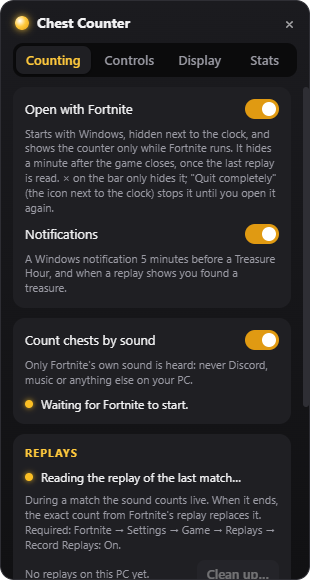 Chest Counter
×
Counting Controls Display Stats
Open with Fortnite
Starts with Windows, hidden next to the clock, and
shows the counter only while Fortnite runs. It hides
a minute after the game closes, once the last replay
is read. × on the bar only hides it; "Quit completely"
(the icon next to the clock) stops it until you open it
again.
Notifications
A Windows notification 5 minutes before a Treasure
Hour, and when a replay shows you found a
treasure.
Count chests by sound
Only Fortnite's own sound is heard: never Discord,
music or anything else on your PC.
Waiting for Fortnite to start.
REPLAYS
Reading the replay of the last match...
During a match the sound counts live. When it ends,
the exact count from Fortnite's replay replaces it.
Required: Fortnite → Settings → Game → Replays →
Record Replays: On.
No replays on this PC yet.
Clean up...